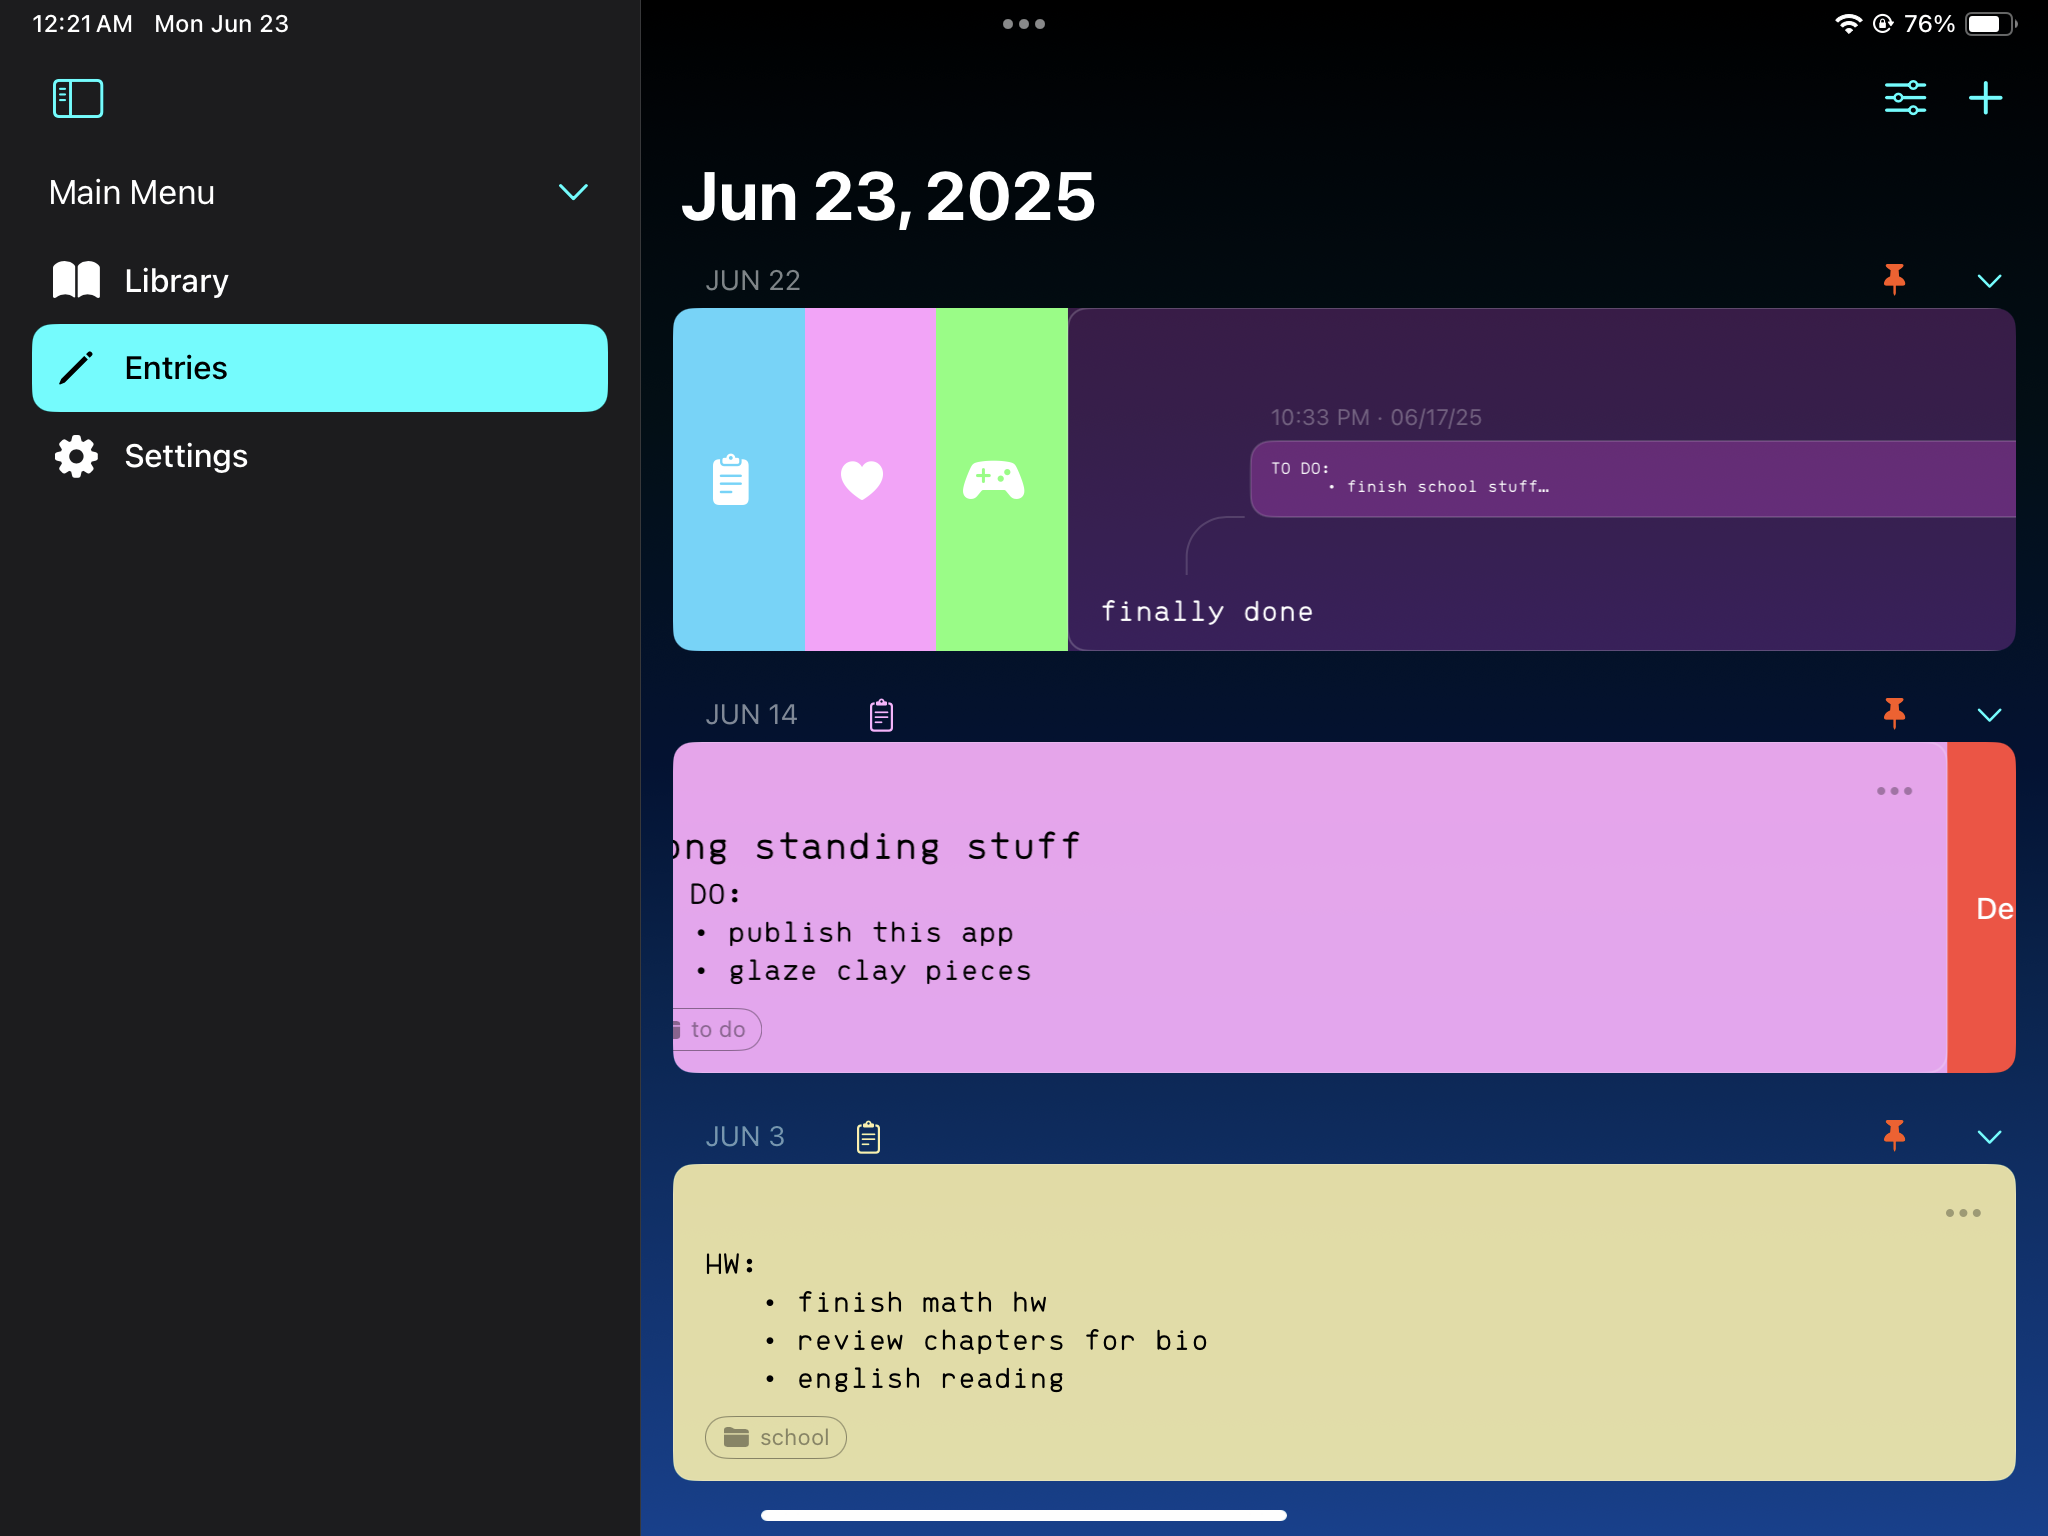 12:21 AM Mon Jun 23
76%
Main Menu
Library
Entries
Settings
Jun 23, 2025
JUN 22
10:33 PM · 06/17/25
TO DO:
• finish school stuff…
finally done
JUN 14
ong standing stuff
DO:
• publish this app
• glaze clay pieces
to do
De
JUN 3
HW:
• finish math hw
• review chapters for bio
• english reading
school